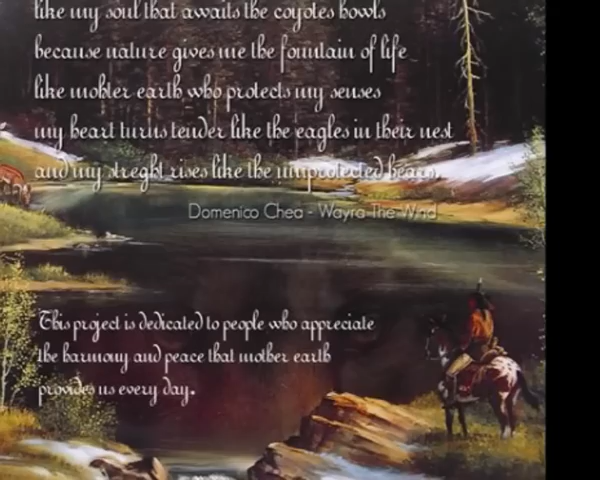 like my soul that awaits the coyotes howls
because nature gives me the fountain of life
like mohter earth who protects my senses
my heart turns tender like the eagles in their nest
and my streght rises like the unprotected bears...
Domenico Chea - Wayra The Wind
This project is dedicated to people who appreciate
the harmony and peace that mother earth
provides us every day.